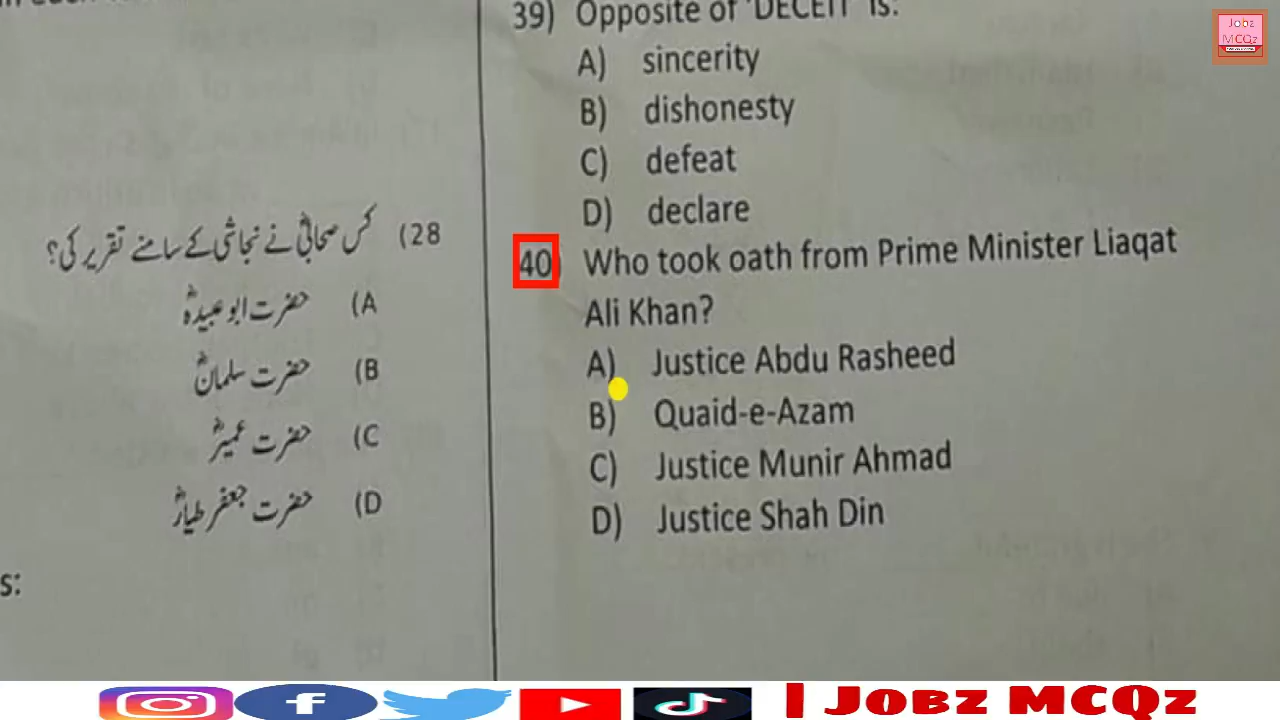 39) Opposite of 'DECEIT' is:
A) sincerity
B) dishonesty
C) defeat
D) declare
40) Who took oath from Prime Minister Liaqat
Ali Khan?
A) Justice Abdu Rasheed
B) Quaid-e-Azam
C) Justice Munir Ahmad
D) Justice Shah Din
28) کس صحابیؓ نے نجاشی کے سامنے تقریر کی؟
A) حضرت ابو عبیدہؓ
B) حضرت سلمانؓ
C) حضرت عمیرؓ
D) حضرت جعفر طیارؓ
s:
Jobz
MCQz
| Jobz MCQz